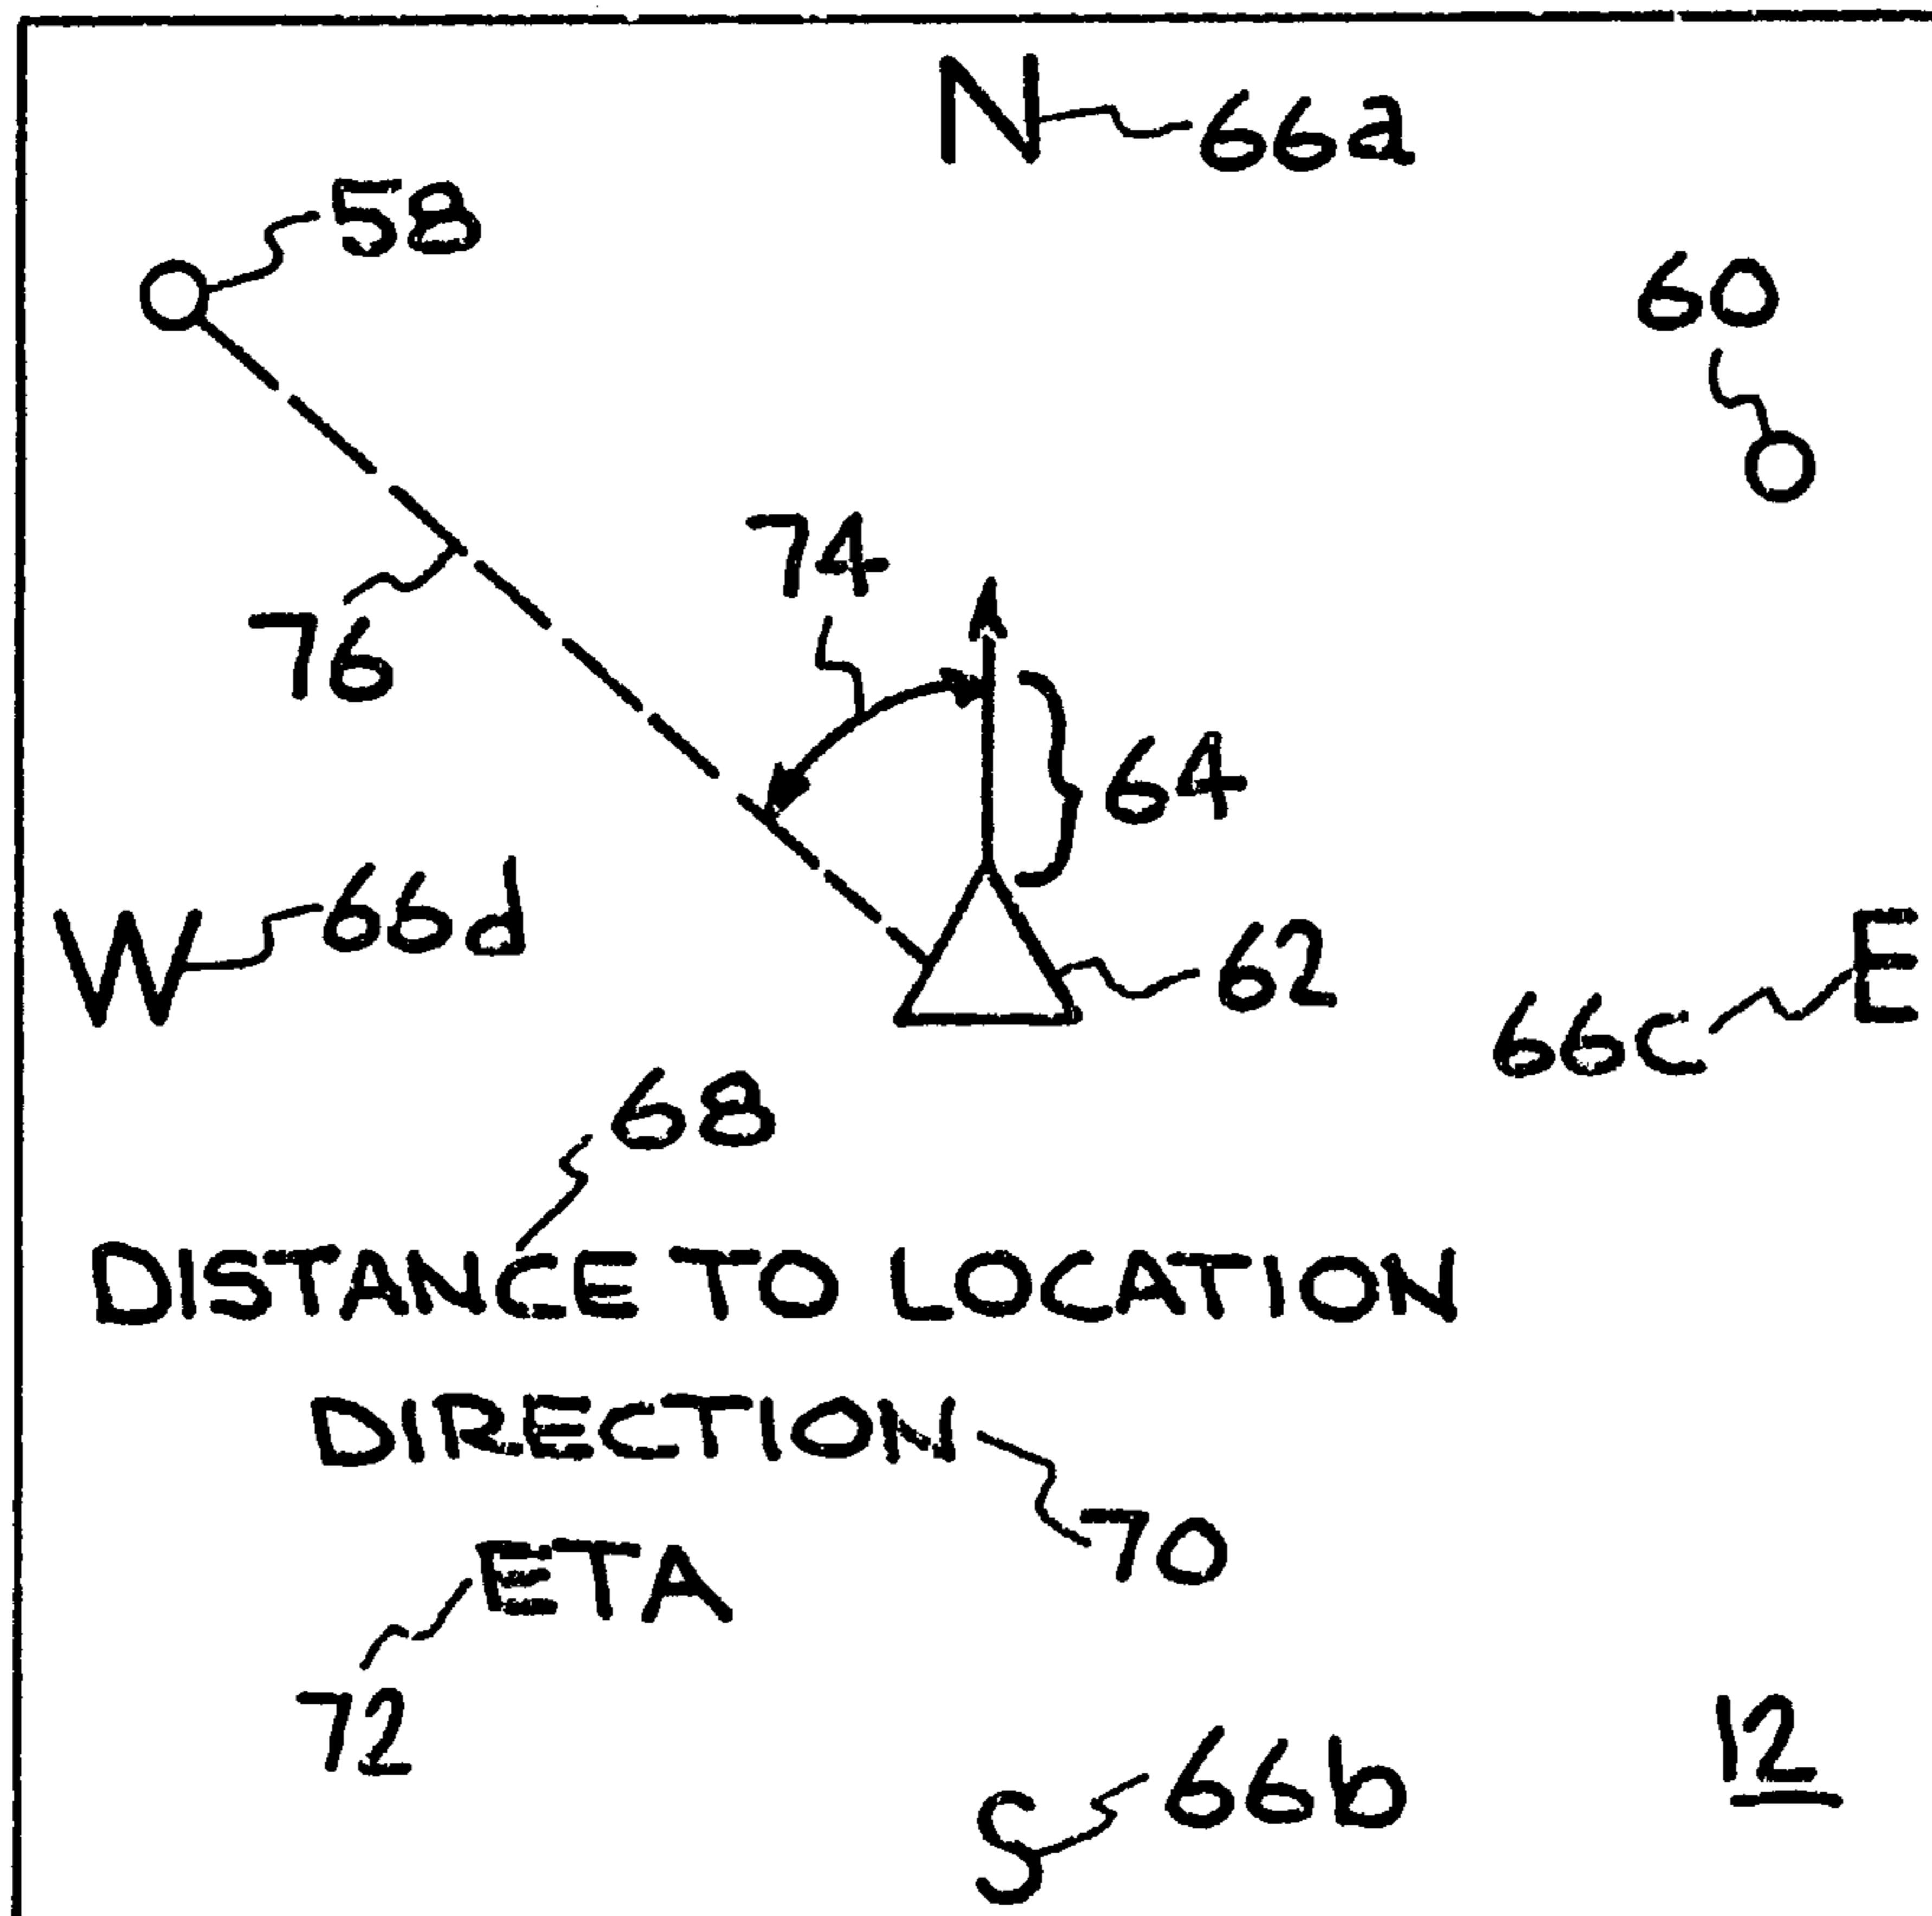 N 66a
58
60
74
76
64
W 66d
62
E
66c
68
DISTANCE TO LOCATION
DIRECTION
70
ETA
72
12
66b
S